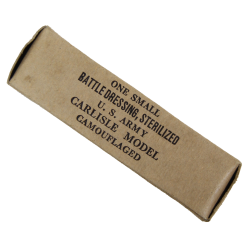 ONE SMALL
BATTLE DRESSING, STERILIZED
U. S. ARMY
CARLISLE MODEL
CAMOUFLAGED